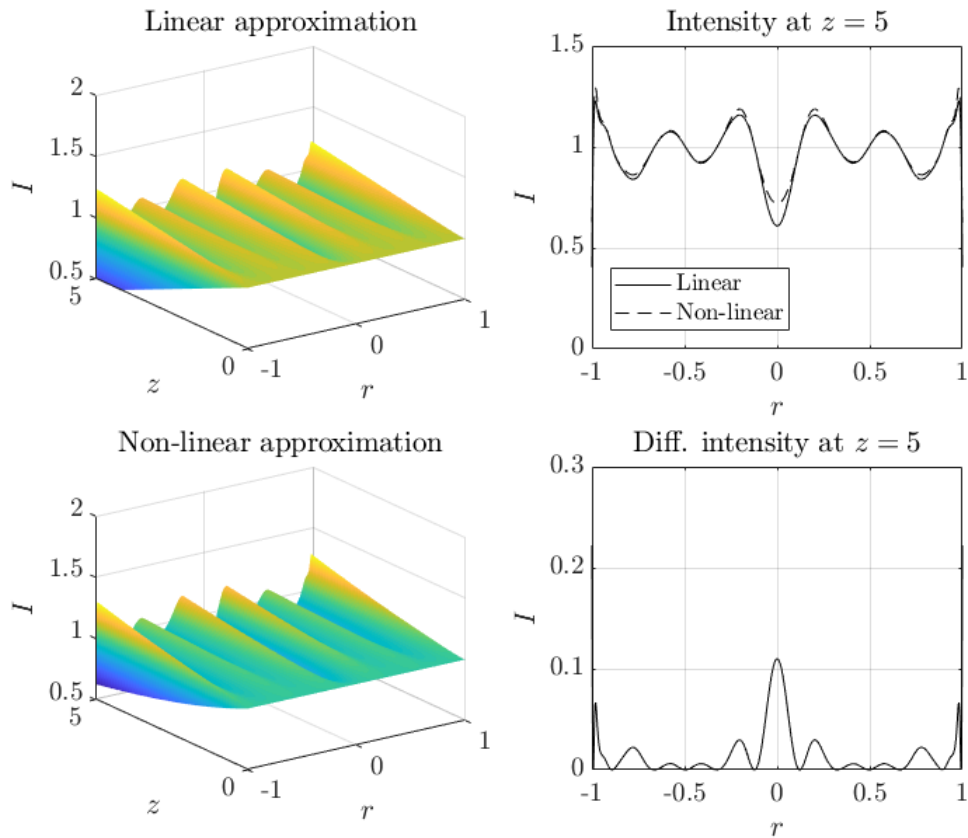 Linear approximation
2
1.5
1
0.5
I
5
0
z
-1
0
1
r
Intensity at z = 5
1.5
1
0.5
0
I
Linear
Non-linear
-1
-0.5
0
0.5
1
r
Non-linear approximation
2
1.5
1
0.5
I
5
0
z
-1
0
1
r
Diff. intensity at z = 5
0.3
0.2
0.1
0
I
-1
-0.5
0
0.5
1
r